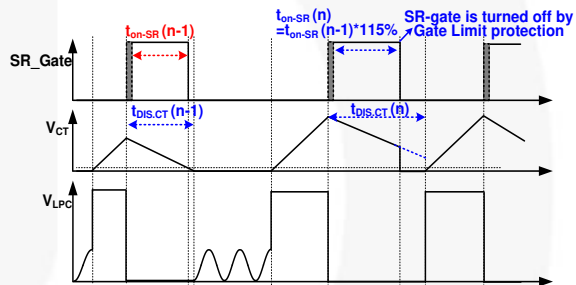 ton-SR(n)
=ton-SR(n-1)*115%
SR-gate is turned off by
Gate Limit protection
ton-SR(n-1)
SR_Gate
tDIS.CT(n-1)
tDIS.CT(n)
VCT
VLPC